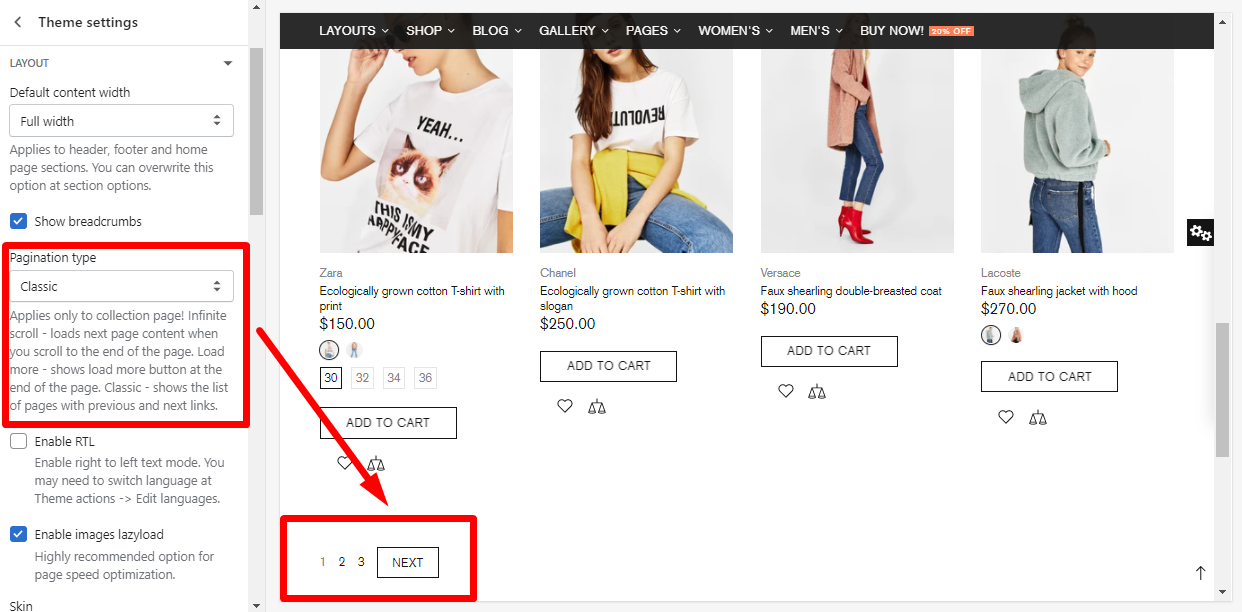 Theme settings
LAYOUT
Default content width
Full width
Applies to header, footer and home
page sections. You can overwrite this
option at section options.
Show breadcrumbs
Pagination type
Classic
Applies only to collection page! Infinite
scroll - loads next page content when
you scroll to the end of the page. Load
more - shows load more button at the
end of the page. Classic - shows the list
of pages with previous and next links.
Enable RTL
Enable right to left text mode. You
may need to switch language at
Theme actions -> Edit languages.
Enable images lazyload
Highly recommended option for
page speed optimization.
Skin
LAYOUTS SHOP BLOG GALLERY PAGES WOMEN'S MEN'S BUY NOW! 20% OFF
YEAH...
THIS IS MY
HAPPY FACE
REVOLUTION
Zara
Ecologically grown cotton T-shirt with
print
$150.00
30 32 34 36
ADD TO CART
Chanel
Ecologically grown cotton T-shirt with
slogan
$250.00
ADD TO CART
Versace
Faux shearling double-breasted coat
$190.00
ADD TO CART
Lacoste
Faux shearling jacket with hood
$270.00
ADD TO CART
1 2 3 NEXT